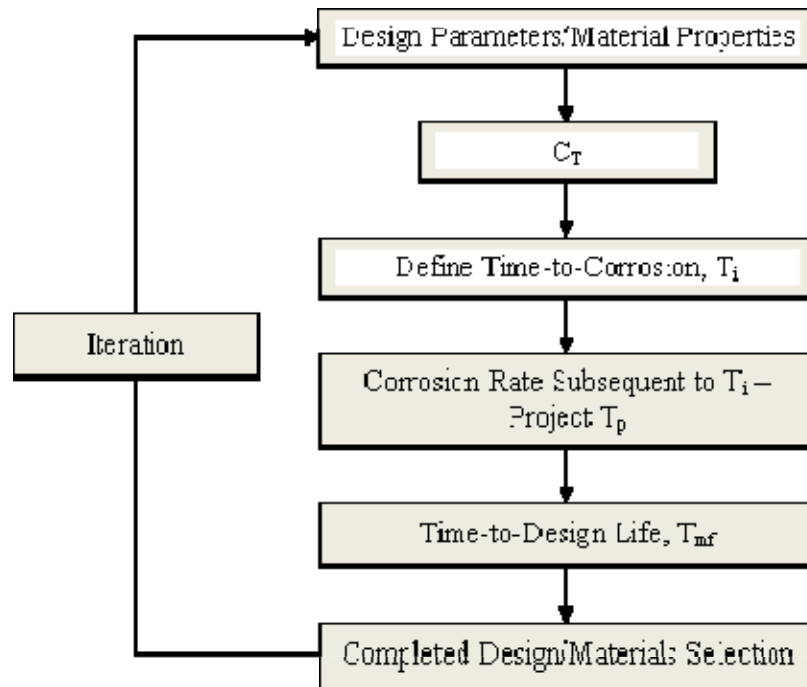 Design Parameters/Material Properties
C_T
Define Time-to-Corrosion, T_i
Iteration
Corrosion Rate Subsequent to T_i–
Project T_p
Time-to-Design Life, T_mf
Completed Design/Materials Selection